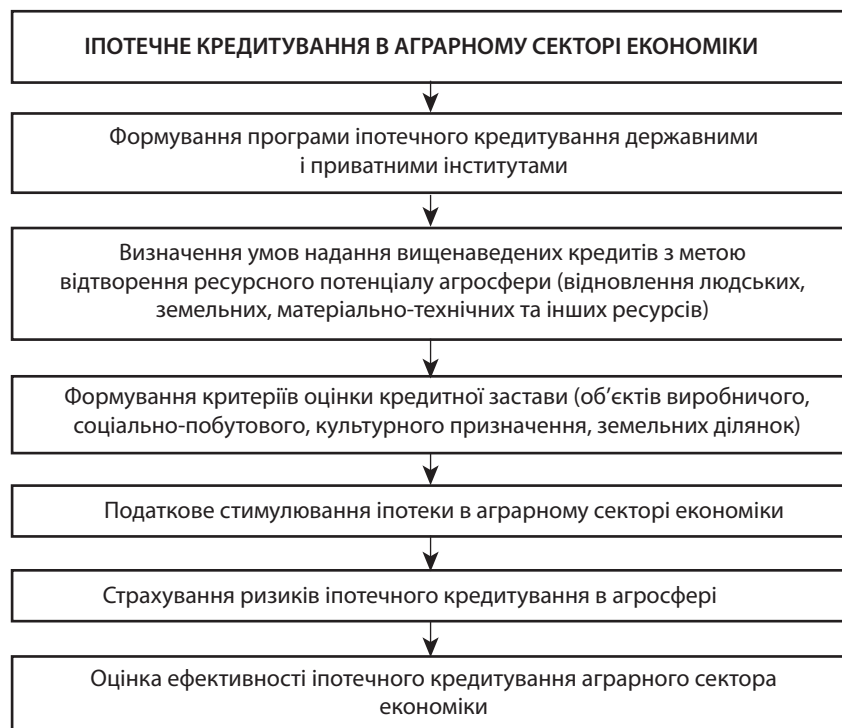 ІПОТЕЧНЕ КРЕДИТУВАННЯ В АГРАРНОМУ СЕКТОРІ ЕКОНОМІКИ
Формування програми іпотечного кредитування державними
і приватними інститутами
Визначення умов надання вищенаведених кредитів з метою
відтворення ресурсного потенціалу агросфери (відновлення людських,
земельних, матеріально-технічних та інших ресурсів)
Формування критеріїв оцінки кредитної застави (об’єктів виробничого,
соціально-побутового, культурного призначення, земельних ділянок)
Податкове стимулювання іпотеки в аграрному секторі економіки
Страхування ризиків іпотечного кредитування в агросфері
Оцінка ефективності іпотечного кредитування аграрного сектора
економіки